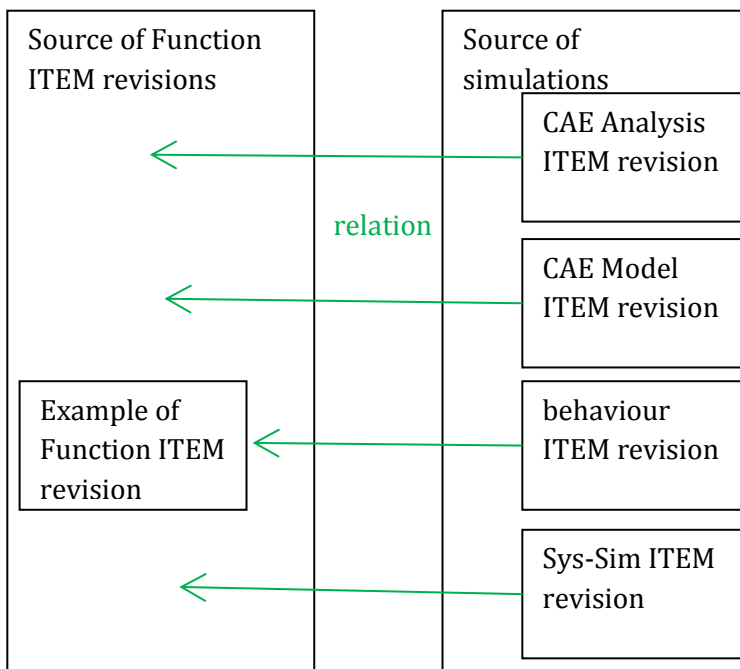 Source of Function
ITEM revisions
Source of
simulations
CAE Analysis
ITEM revision
relation
CAE Model
ITEM revision
Example of
Function ITEM
revision
behaviour
ITEM revision
Sys-Sim ITEM
revision